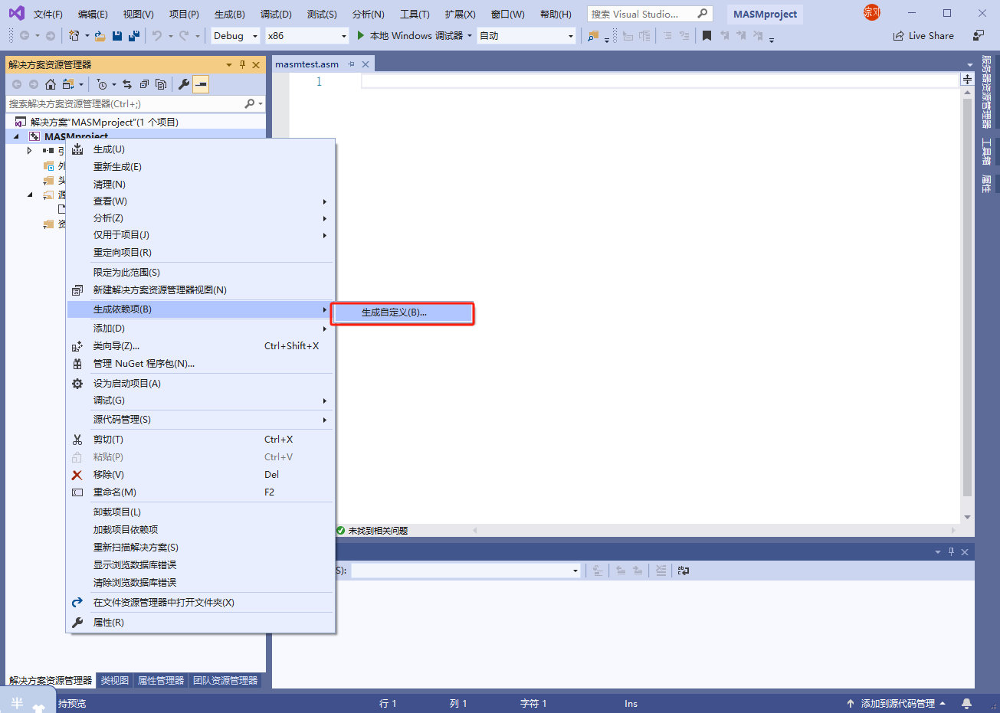 文件(F) 编辑(E) 视图(V) 项目(P) 生成(B) 调试(D) 测试(S) 分析(N) 工具(T) 扩展(X) 窗口(W) 帮助(H) 搜索 Visual Studio... MASMproject 宗邓
Debug x86 本地 Windows 调试器 自动 Live Share
解决方案资源管理器
masmtest.asm
搜索解决方案资源管理器(Ctrl+;)
1
解决方案"MASMproject"(1 个项目)
MASMproject
引
外
头
源
资
生成(U)
重新生成(E)
清理(N)
查看(W)
分析(Z)
仅用于项目(J)
重定向项目(R)
限定为此范围(S)
新建解决方案资源管理器视图(N)
生成依赖项(B)
生成自定义(B)...
添加(D)
类向导(Z)... Ctrl+Shift+X
管理 NuGet 程序包(N)...
设为启动项目(A)
调试(G)
源代码管理(S)
剪切(T) Ctrl+X
粘贴(P) Ctrl+V
移除(V) Del
重命名(M) F2
卸载项目(L)
加载项目依赖项
重新扫描解决方案(S)
显示浏览数据库错误
清除浏览数据库错误
在文件资源管理器中打开文件夹(X)
属性(R)
未找到相关问题
S):
服务器资源管理器
工具箱
属性
解决方案资源管理器 类视图 属性管理器 团队资源管理器
半
持预览 行 1 列 1 字符 1 Ins 添加到源代码管理